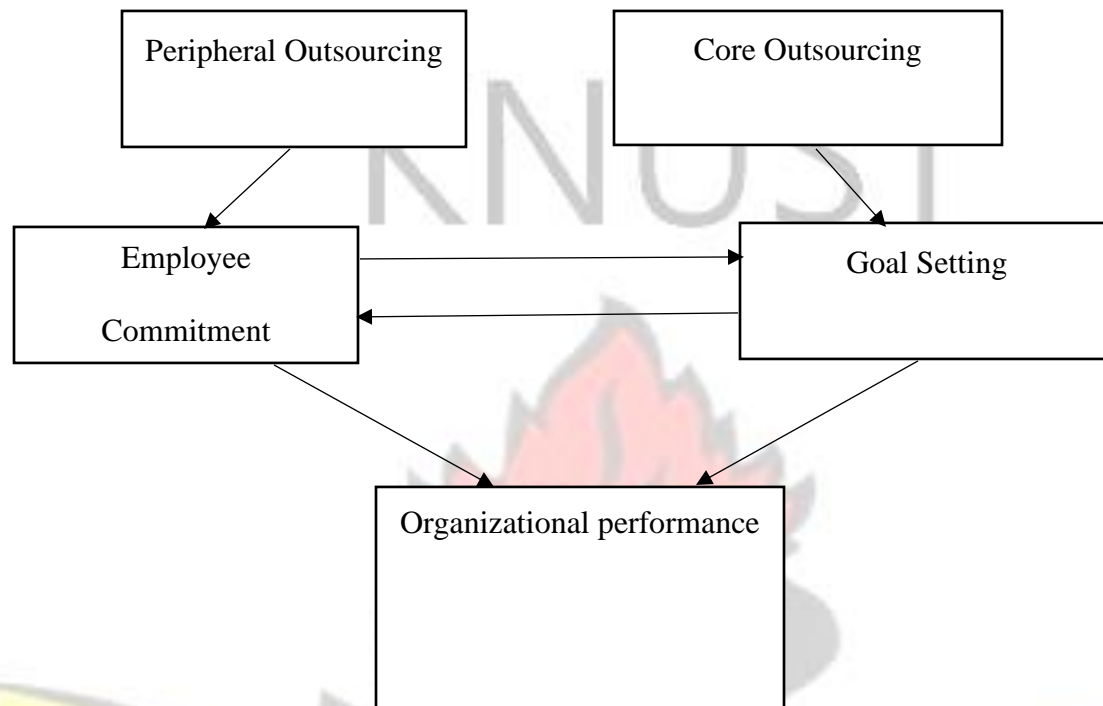 Peripheral Outsourcing
Core Outsourcing
KNUST
Employee
Commitment
Goal Setting
Organizational performance